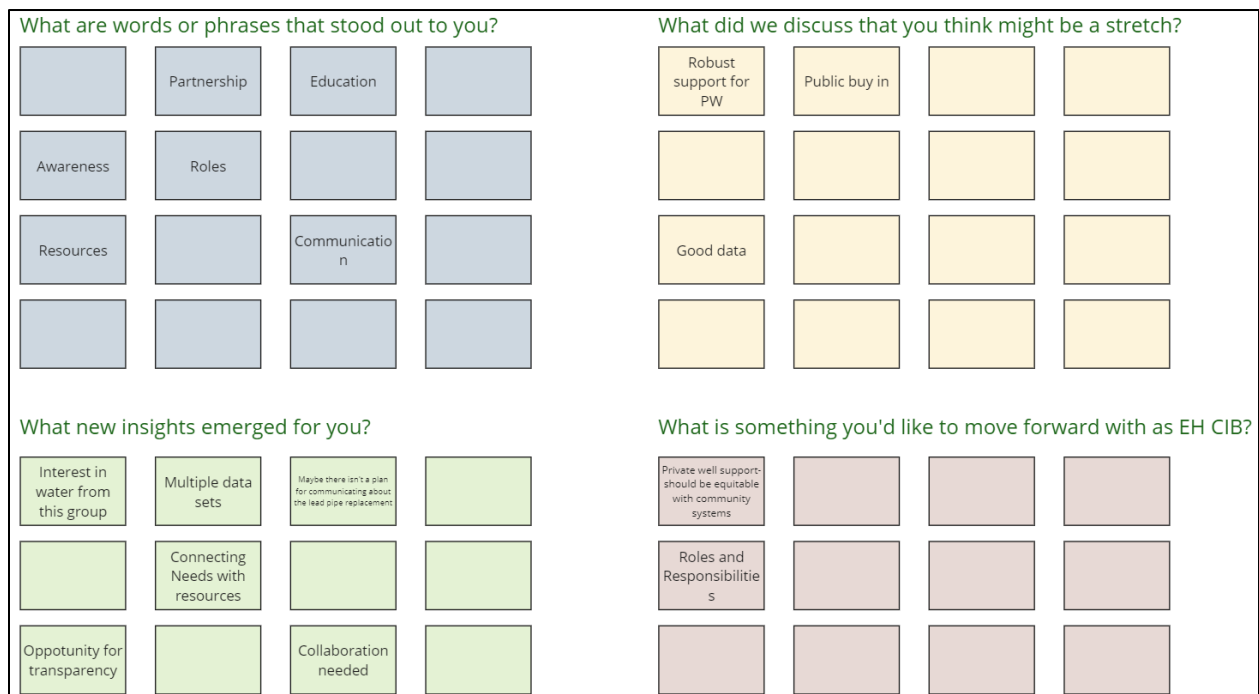 What are words or phrases that stood out to you?
Partnership
Education
Awareness
Roles
Resources
Communicatio
n
What did we discuss that you think might be a stretch?
Robust
support for
PW
Public buy in
Good data
What new insights emerged for you?
Interest in
water from
this group
Multiple data
sets
Maybe there isn't a plan
for communicating about
the lead pipe replacement
Connecting
Needs with
resources
Oppotunity for
transparency
Collaboration
needed
What is something you'd like to move forward with as EH CIB?
Private well support-
should be equitable
with community
systems
Roles and
Responsibilitie
s